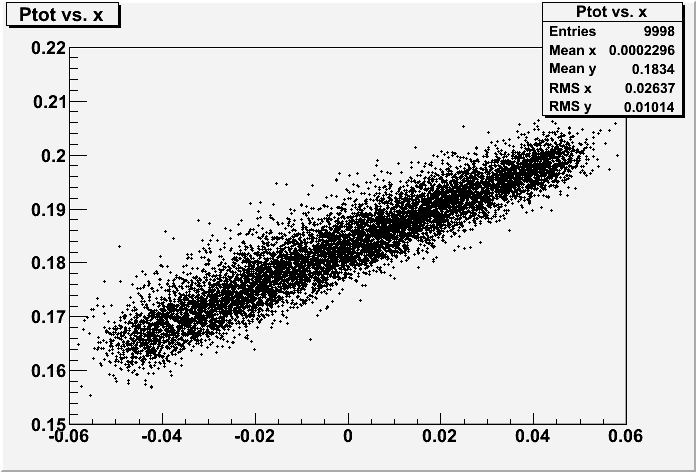 Ptot vs. x
Ptot vs. x
Entries 9998
Mean x 0.0002296
Mean y 0.1834
RMS x 0.02637
RMS y 0.01014
0.22
0.21
0.2
0.19
0.18
0.17
0.16
0.15
-0.06 -0.04 -0.02 0 0.02 0.04 0.06